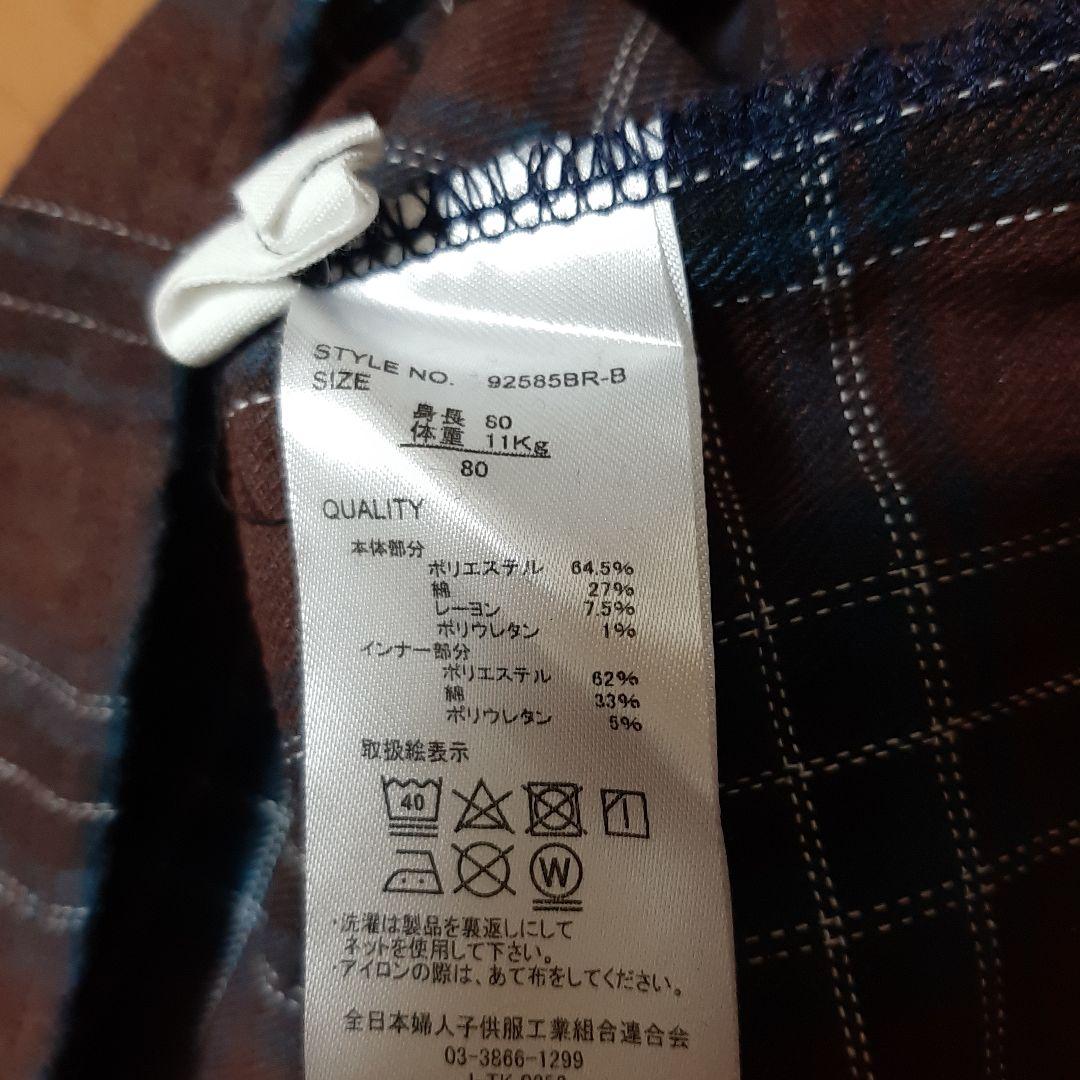 STYLE NO. 92585BR-B
SIZE
身長 80
体重 11Kg
80
QUALITY
本体部分
ポリエステル 64.5%
綿 27%
レーヨン 7.5%
ポリウレタン 1%
インナー部分
ポリエステル 62%
綿 33%
ポリウレタン 5%
取扱絵表示
40
W
・洗濯は製品を裏返しにして
ネットを使用して下さい。
・アイロンの際は、あて布をしてください。
全日本婦人子供服工業組合連合会
03-3866-1299